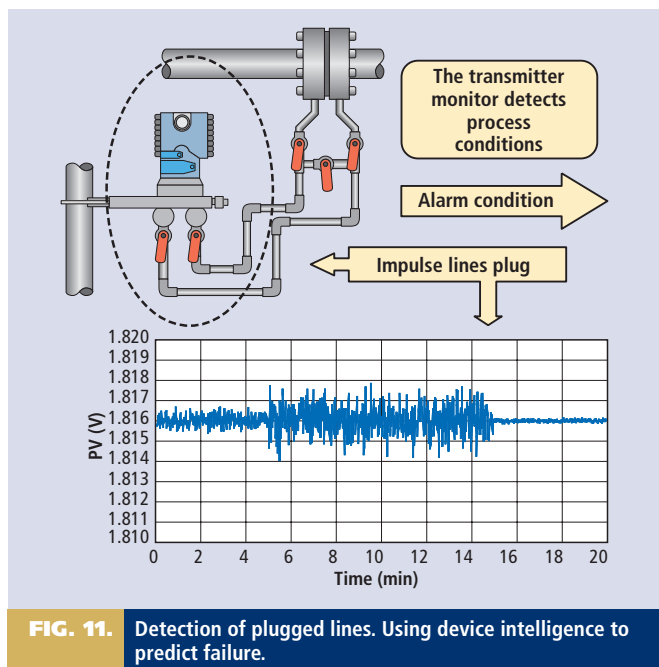 The transmitter
monitor detects
process
conditions
Alarm condition
Impulse lines plug
1.820
1.819
1.818
1.817
1.816
1.815
1.814
1.813
1.812
1.811
1.810
PV (V)
0 2 4 6 8 10 12 14 16 18 20
Time (min)
FIG. 11. Detection of plugged lines. Using device intelligence to
predict failure.